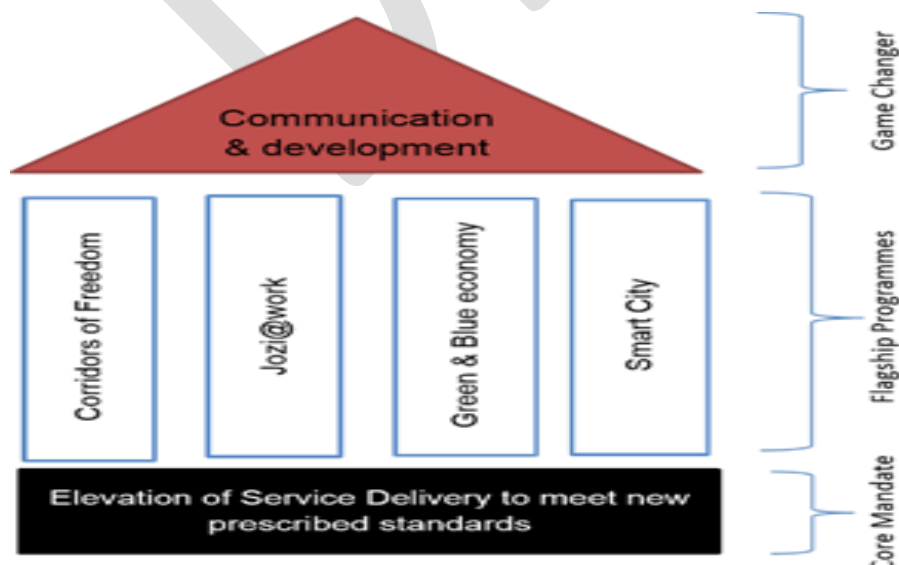 Communication
& development
Game Changer
Corridors of Freedom
Jozi@work
Green & Blue economy
Smart City
Flagship Programmes
Elevation of Service Delivery to meet new
prescribed standards
Core Mandate